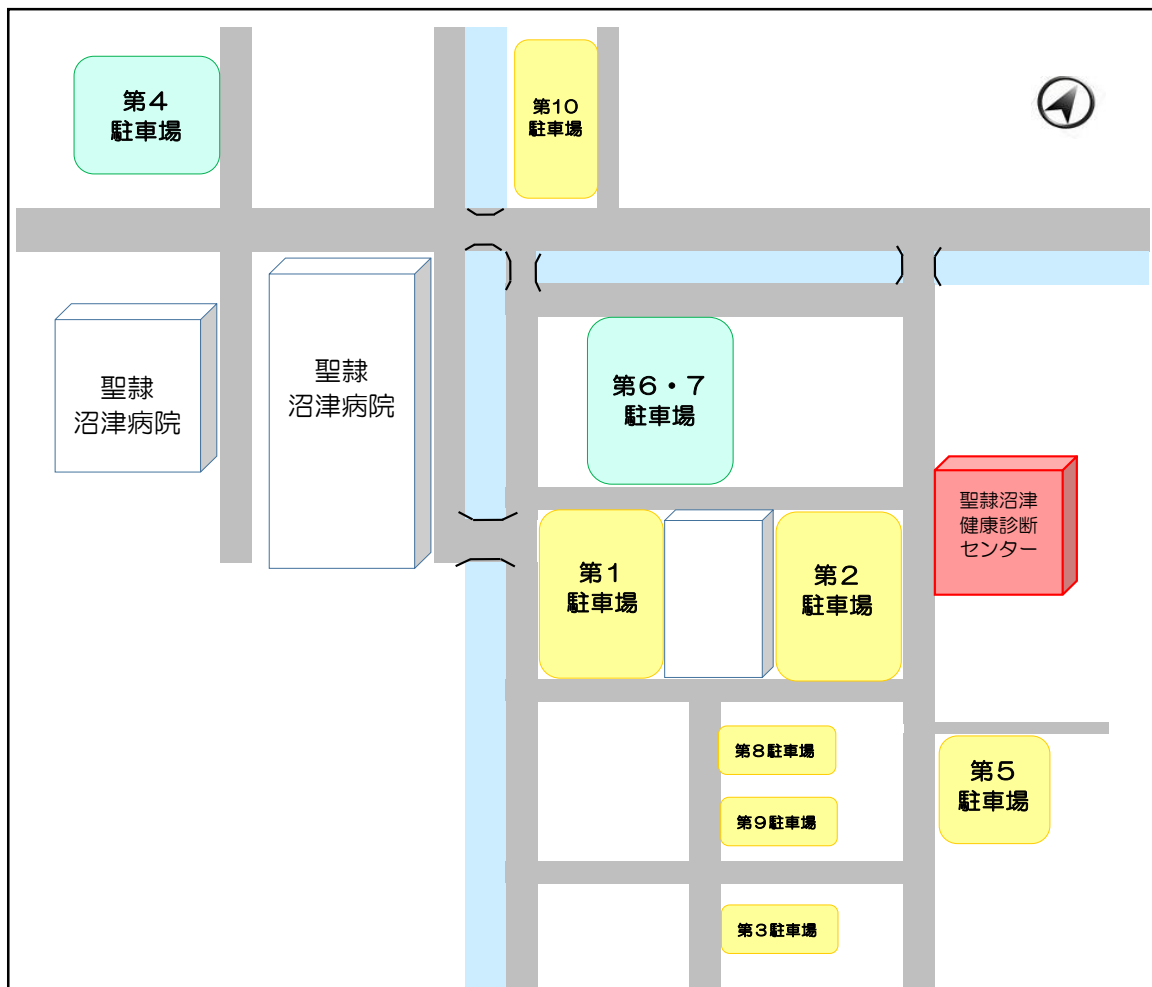 第4
駐車場
第10
駐車場
聖隷
沼津病院
聖隷
沼津病院
第6・7
駐車場
聖隷沼津
健康診断
センター
第1
駐車場
第2
駐車場
第8駐車場
第9駐車場
第5
駐車場
第3駐車場